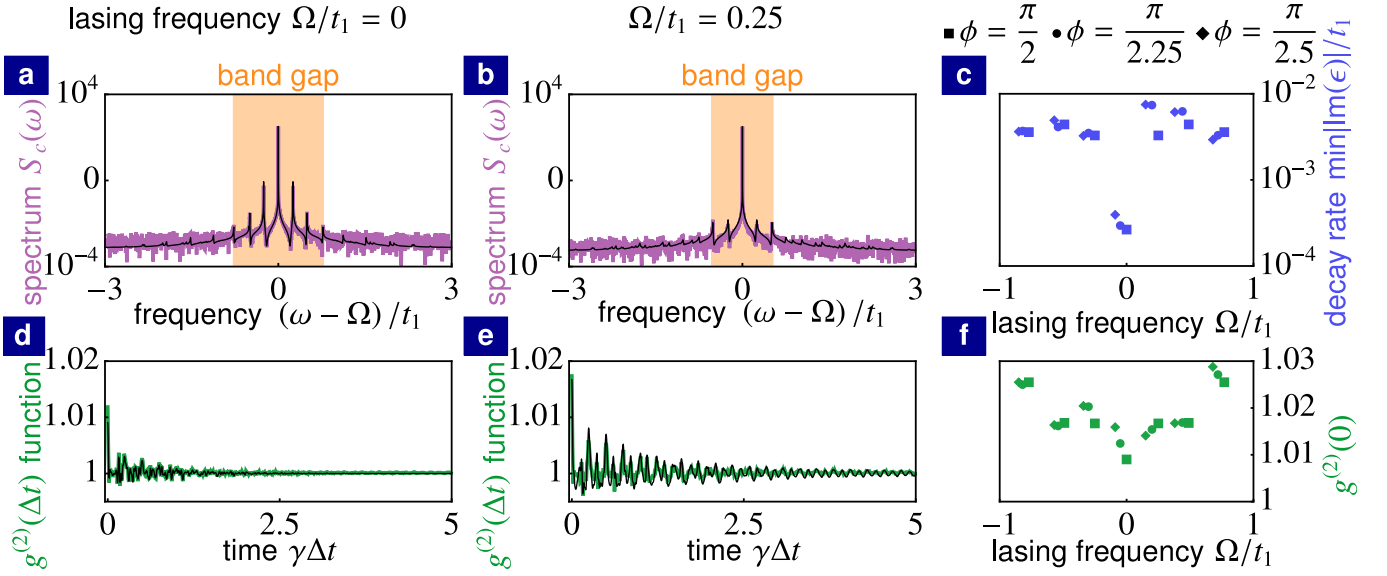 lasing frequency Ω/t₁ = 0
Ω/t₁ = 0.25
■ ϕ = π/2 ● ϕ = π/2.25 ◆ ϕ = π/2.5
a
band gap
10⁴
0
10⁻⁴
spectrum S_c(ω)
−3 0 3
frequency (ω − Ω)/t₁
b
band gap
10⁴
0
10⁻⁴
spectrum S_c(ω)
−3 0 3
frequency (ω − Ω)/t₁
c
10⁻²
10⁻³
10⁻⁴
decay rate min|Im(ϵ)|/t₁
−1 0 1
lasing frequency Ω/t₁
d
1.02
1.01
1
g⁽²⁾(Δt) function
0 2.5 5
time γΔt
e
1.02
1.01
1
g⁽²⁾(Δt) function
0 2.5 5
time γΔt
f
1.03
1.02
1.01
1
g⁽²⁾(0)
−1 0 1
lasing frequency Ω/t₁